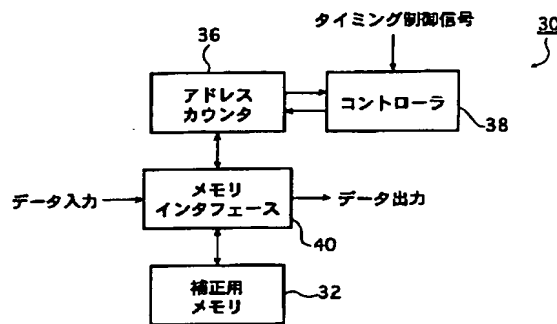 36
タイミング制御信号
30
アドレス
カウンタ
コントローラ
38
データ入力
メモリ
インタフェース
データ出力
40
補正用
メモリ
32